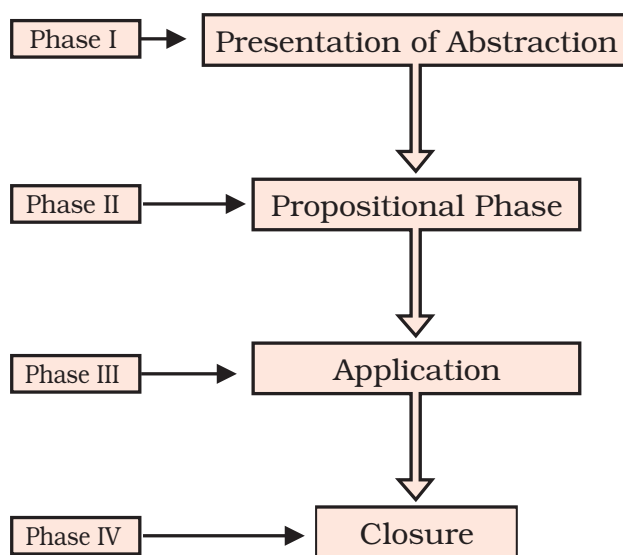 Phase I
Presentation of Abstraction
Phase II
Propositional Phase
Phase III
Application
Phase IV
Closure